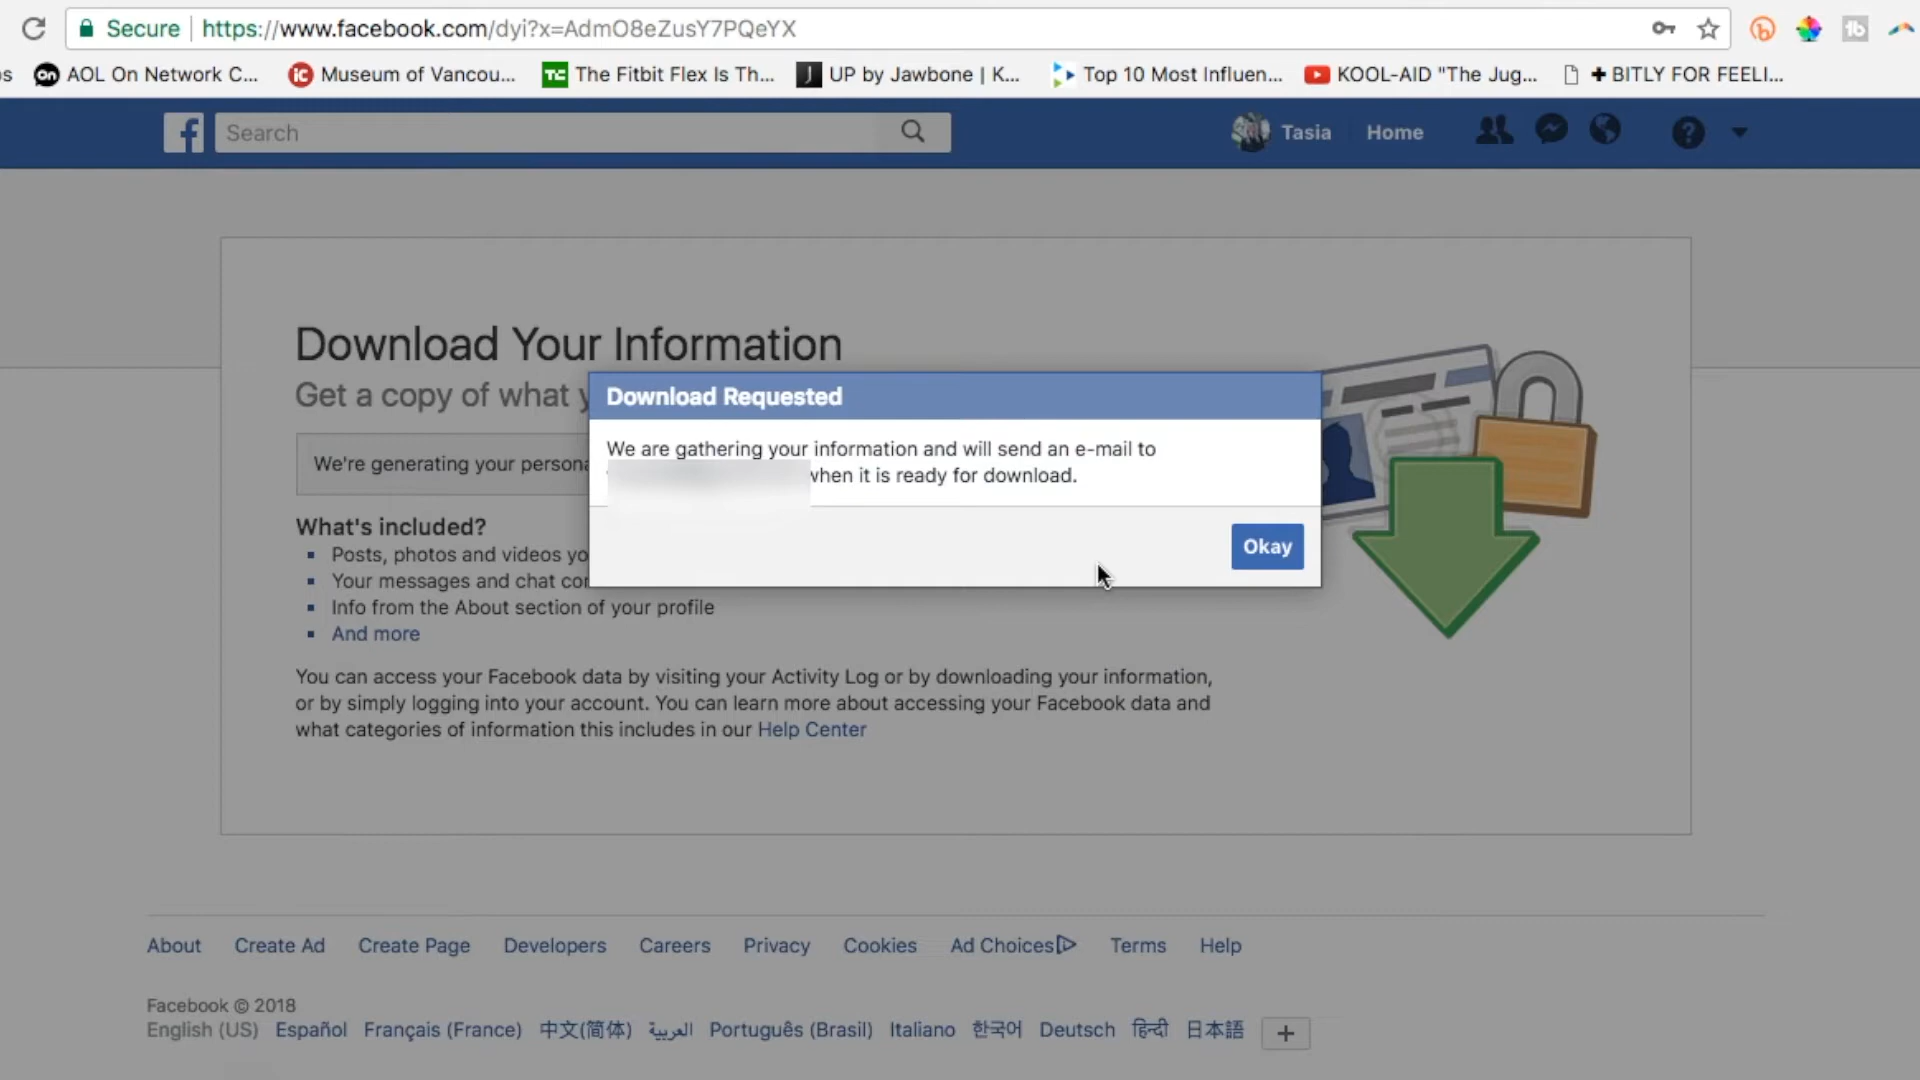 Secure https://www.facebook.com/dyi?x=AdmO8eZusY7PQeYX
os AOL On Network C... Museum of Vancou... The Fitbit Flex Is Th... UP by Jawbone | K... Top 10 Most Influen... KOOL-AID "The Jug... BITLY FOR FEELI...
Search Tasia Home
Download Your Information
Get a copy of what y
Download Requested
We are gathering your information and will send an e-mail to
when it is ready for download.
Okay
We're generating your persona
What's included?
Posts, photos and videos yo
Your messages and chat co
Info from the About section of your profile
And more
You can access your Facebook data by visiting your Activity Log or by downloading your information,
or by simply logging into your account. You can learn more about accessing your Facebook data and
what categories of information this includes in our Help Center
About Create Ad Create Page Developers Careers Privacy Cookies Ad Choices Terms Help
Facebook © 2018
English (US) Español Français (France) 中文(简体) العربية Português (Brasil) Italiano 한국어 Deutsch हिन्दी 日本語